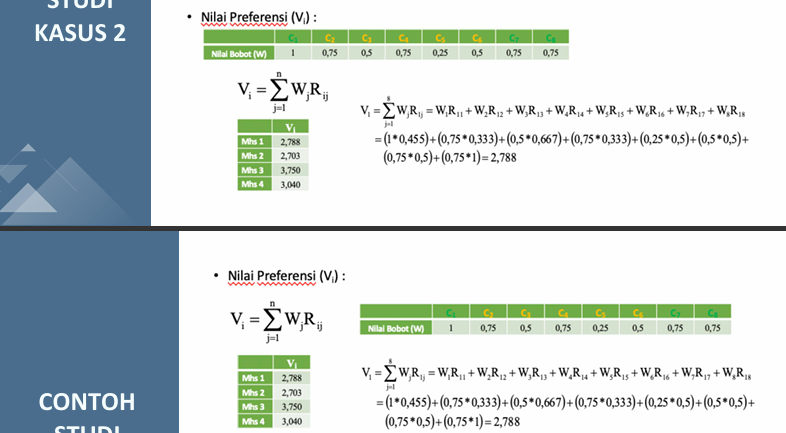 STUDI
KASUS 2
• Nilai Preferensi (Vi) :
C1 C2 C3 C4 C5 C6 C7 C8
Nilai Bobot (W) 1 0,75 0,5 0,75 0,25 0,5 0,75 0,75
Vi = n∑j=1 WjRij
Vi = 8∑j=1 WjR1j = W1R11 + W2R12 + W3R13 + W4R14 + W5R15 + W6R16 + W7R17 + W8R18
= (1*0,455)+(0,75*0,333)+(0,5*0,667)+(0,75*0,333)+(0,25*0,5)+(0,5*0,5)+
(0,75*0,5)+(0,75*1)=2,788
Vi
Mhs 1 2,788
Mhs 2 2,703
Mhs 3 3,750
Mhs 4 3,040
CONTOH
STUDI
• Nilai Preferensi (Vi) :
Vi = n∑j=1 WjRij
C1 C2 C3 C4 C5 C6 C7 C8
Nilai Bobot (W) 1 0,75 0,5 0,75 0,25 0,5 0,75 0,75
Vi
Mhs 1 2,788
Mhs 2 2,703
Mhs 3 3,750
Mhs 4 3,040
Vi = 8∑j=1 WjR1j = W1R11 + W2R12 + W3R13 + W4R14 + W5R15 + W6R16 + W7R17 + W8R18
= (1*0,455)+(0,75*0,333)+(0,5*0,667)+(0,75*0,333)+(0,25*0,5)+(0,5*0,5)+
(0,75*0,5)+(0,75*1)=2,788